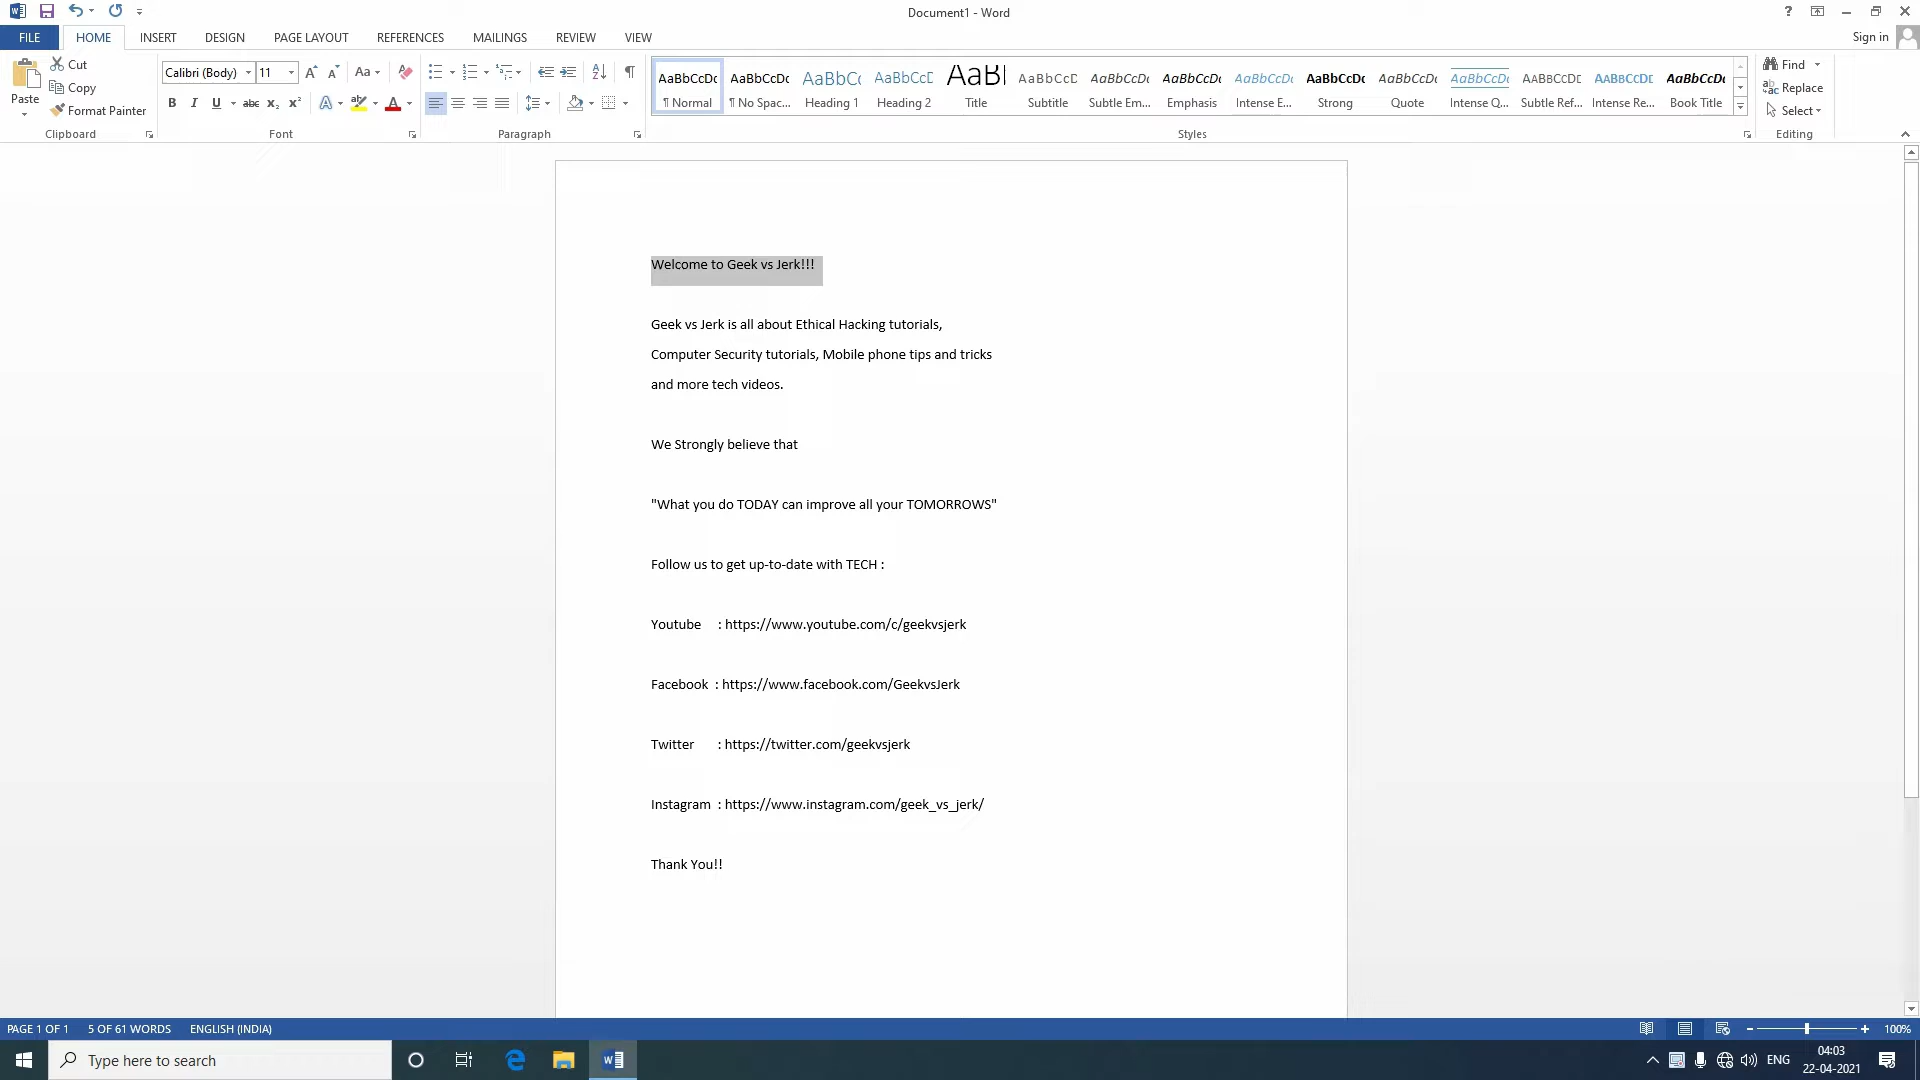 Document1 - Word
?
FILE HOME INSERT DESIGN PAGE LAYOUT REFERENCES MAILINGS REVIEW VIEW
Sign in
Paste
Cut
Copy
Format Painter
Clipboard
Calibri (Body) 11
Font
Paragraph
AaBbCcDc AaBbCcDc AaBbCc AaBbCcD AaBl AaBbCcD AaBbCcDc AaBbCcDc AaBbCcDc AaBbCcDc AaBbCcDc AaBbCcDc AABBCCDD AABBCCDE AaBbCcDc
¶ Normal ¶ No Spac... Heading 1 Heading 2 Title Subtitle Subtle Em... Emphasis Intense E... Strong Quote Intense Q... Subtle Ref... Intense Re... Book Title
Styles
Find
Replace
Select
Editing
Welcome to Geek vs Jerk!!!
Geek vs Jerk is all about Ethical Hacking tutorials,
Computer Security tutorials, Mobile phone tips and tricks
and more tech videos.
We Strongly believe that
"What you do TODAY can improve all your TOMORROWS"
Follow us to get up-to-date with TECH :
Youtube : https://www.youtube.com/c/geekvsjerk
Facebook : https://www.facebook.com/GeekvsJerk
Twitter : https://twitter.com/geekvsjerk
Instagram : https://www.instagram.com/geek_vs_jerk/
Thank You!!
PAGE 1 OF 1 5 OF 61 WORDS ENGLISH (INDIA)
100%
Type here to search
ENG
04:03
22-04-2021